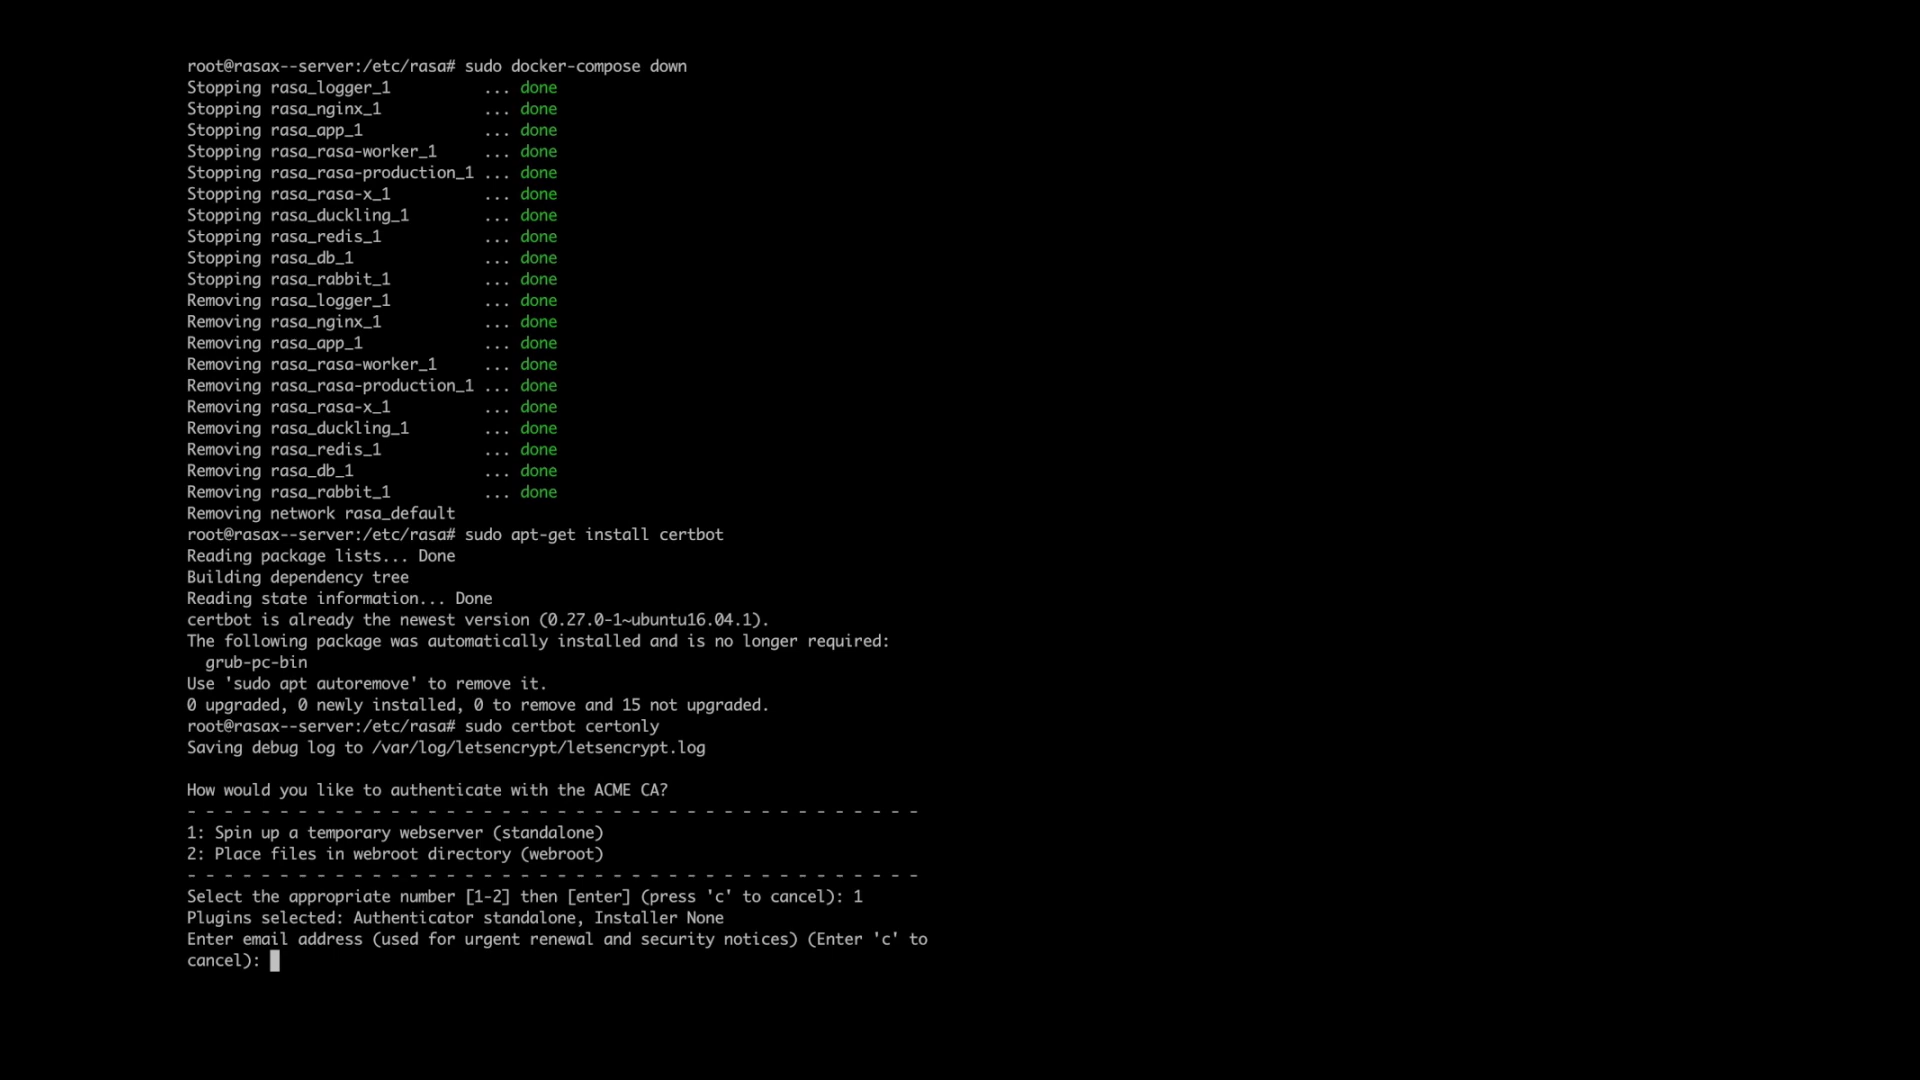 root@rasax--server:/etc/rasa# sudo docker-compose down
Stopping rasa_logger_1          ... done
Stopping rasa_nginx_1           ... done
Stopping rasa_app_1             ... done
Stopping rasa_rasa-worker_1     ... done
Stopping rasa_rasa-production_1 ... done
Stopping rasa_rasa-x_1          ... done
Stopping rasa_duckling_1        ... done
Stopping rasa_redis_1           ... done
Stopping rasa_db_1              ... done
Stopping rasa_rabbit_1          ... done
Removing rasa_logger_1          ... done
Removing rasa_nginx_1           ... done
Removing rasa_app_1             ... done
Removing rasa_rasa-worker_1     ... done
Removing rasa_rasa-production_1 ... done
Removing rasa_rasa-x_1          ... done
Removing rasa_duckling_1        ... done
Removing rasa_redis_1           ... done
Removing rasa_db_1              ... done
Removing rasa_rabbit_1          ... done
Removing network rasa_default
root@rasax--server:/etc/rasa# sudo apt-get install certbot
Reading package lists... Done
Building dependency tree
Reading state information... Done
certbot is already the newest version (0.27.0-1~ubuntu16.04.1).
The following package was automatically installed and is no longer required:
  grub-pc-bin
Use 'sudo apt autoremove' to remove it.
0 upgraded, 0 newly installed, 0 to remove and 15 not upgraded.
root@rasax--server:/etc/rasa# sudo certbot certonly
Saving debug log to /var/log/letsencrypt/letsencrypt.log

How would you like to authenticate with the ACME CA?
- - - - - - - - - - - - - - - - - - - - - - - - - - - - - - - - - - - - - - - -
1: Spin up a temporary webserver (standalone)
2: Place files in webroot directory (webroot)
- - - - - - - - - - - - - - - - - - - - - - - - - - - - - - - - - - - - - - - -
Select the appropriate number [1-2] then [enter] (press 'c' to cancel): 1
Plugins selected: Authenticator standalone, Installer None
Enter email address (used for urgent renewal and security notices) (Enter 'c' to
cancel):